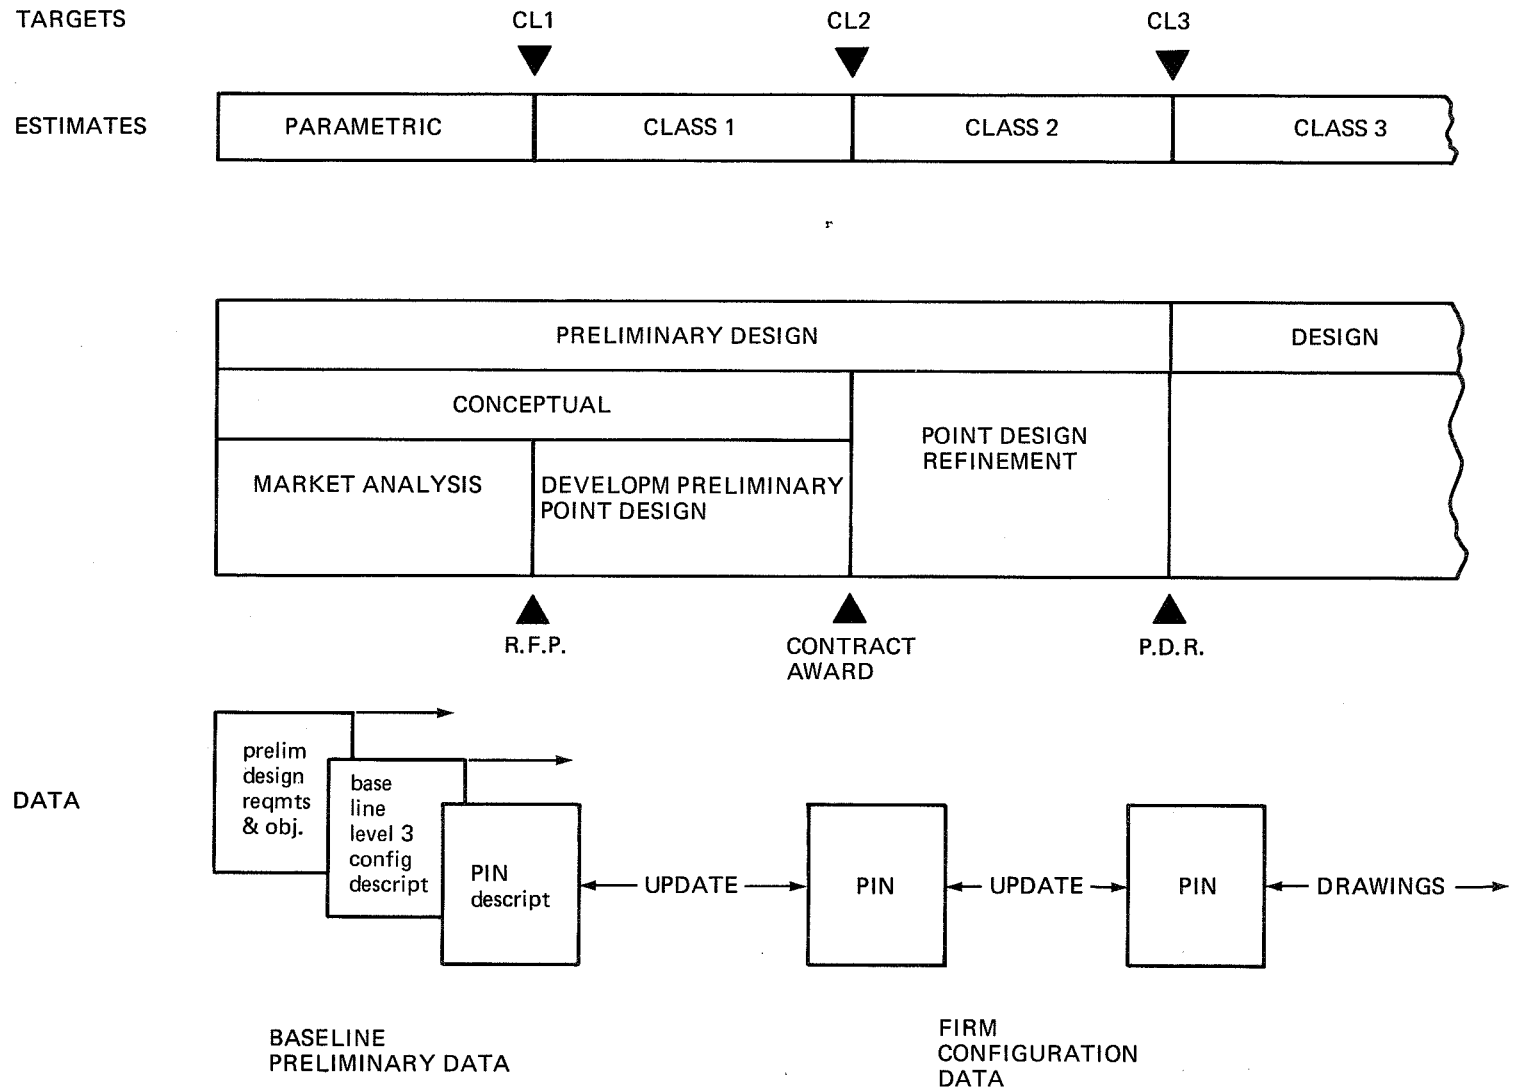 TARGETS
CL1
CL2
CL3
ESTIMATES
PARAMETRIC
CLASS 1
CLASS 2
CLASS 3
r
PRELIMINARY DESIGN
DESIGN
CONCEPTUAL
POINT DESIGN
REFINEMENT
MARKET ANALYSIS
DEVELOPM PRELIMINARY
POINT DESIGN
R.F.P.
CONTRACT
AWARD
P.D.R.
DATA
prelim
design
reqmts
& obj.
base
line
level 3
config
descript
PIN
descript
UPDATE
PIN
UPDATE
PIN
DRAWINGS
BASELINE
PRELIMINARY DATA
FIRM
CONFIGURATION
DATA